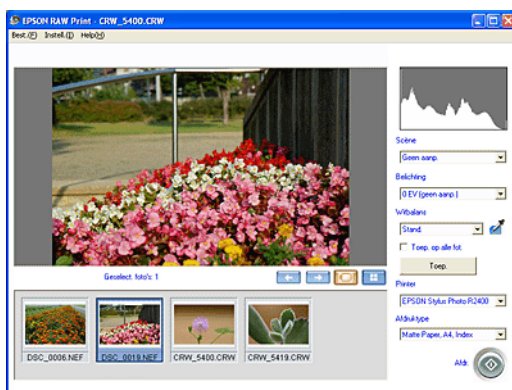 EPSON RAW Print - CRW_5400.CRW
Best.(F) Instell.(I) Help(H)
Scène
Geen aanp.
Belichting
0 EV (geen aanp.)
Witbalans
Stand.
Toep. op alle fot.
Toep.
Geselect. foto's: 1
Printer
EPSON Stylus Photo R2400
Afdruktype
Matte Paper, A4, Index
Afdr.
DSC_0006.NEF DSC_0019.NEF CRW_5400.CRW CRW_5419.CRW